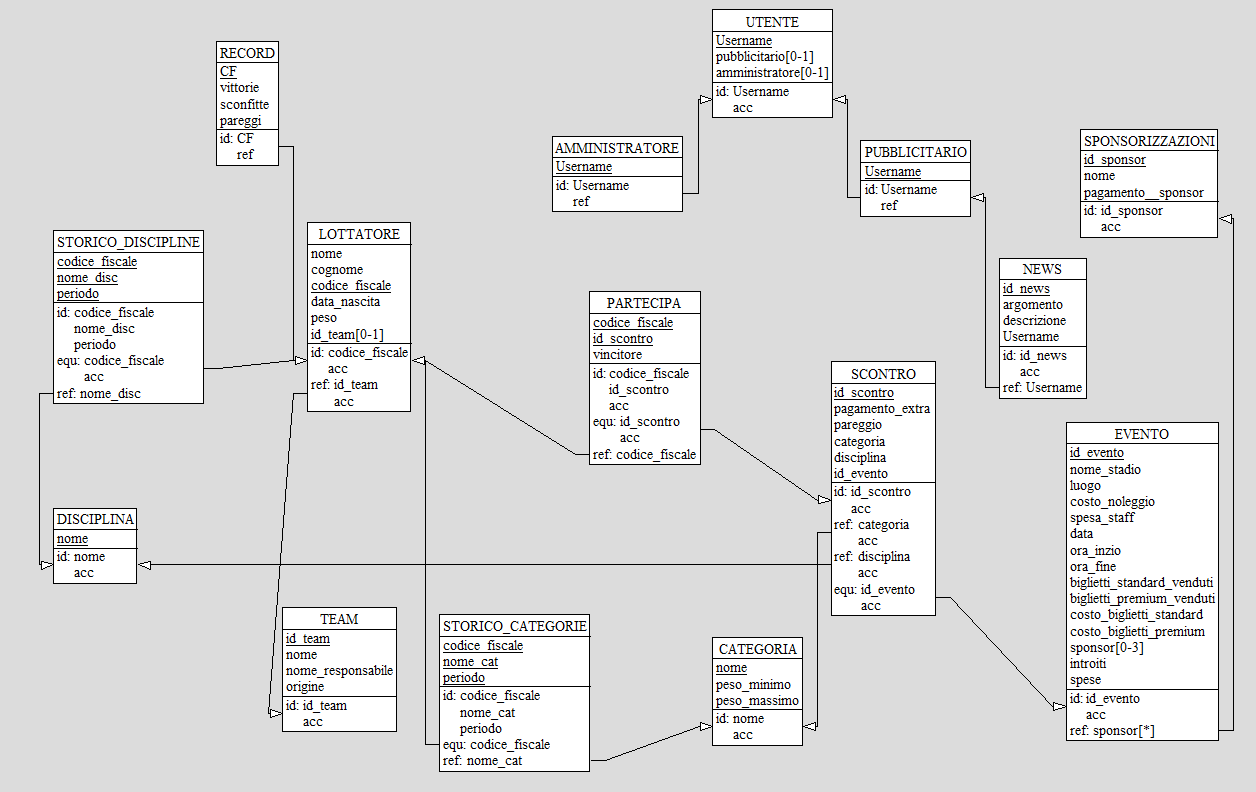 UTENTE
Username
pubblicitario[0-1]
amministratore[0-1]
id: Username
acc
RECORD
CF
vittorie
sconfitte
pareggi
id: CF
ref
AMMINISTRATORE
Username
id: Username
ref
PUBBLICITARIO
Username
id: Username
ref
SPONSORIZZAZIONI
id_sponsor
nome
pagamento__sponsor
id: id_sponsor
acc
STORICO_DISCIPLINE
codice_fiscale
nome_disc
periodo
id: codice_fiscale
nome_disc
periodo
equ: codice_fiscale
acc
ref: nome_disc
LOTTATORE
nome
cognome
codice_fiscale
data_nascita
peso
id_team[0-1]
id: codice_fiscale
acc
ref: id_team
acc
PARTECIPA
codice_fiscale
id_scontro
vincitore
id: codice_fiscale
id_scontro
acc
equ: id_scontro
acc
ref: codice_fiscale
NEWS
id_news
argomento
descrizione
Username
id: id_news
acc
ref: Username
SCONTRO
id_scontro
pagamento_extra
pareggio
categoria
disciplina
id_evento
id: id_scontro
acc
ref: categoria
acc
ref: disciplina
acc
equ: id_evento
acc
EVENTO
id_evento
nome_stadio
luogo
costo_noleggio
spesa_staff
data
ora_inzio
ora_fine
biglietti_standard_venduti
biglietti_premium_venduti
costo_biglietti_standard
costo_biglietti_premium
sponsor[0-3]
introiti
spese
id: id_evento
acc
ref: sponsor[*]
DISCIPLINA
nome
id: nome
acc
TEAM
id_team
nome
nome_responsabile
origine
id: id_team
acc
STORICO_CATEGORIE
codice_fiscale
nome_cat
periodo
id: codice_fiscale
nome_cat
periodo
equ: codice_fiscale
ref: nome_cat
CATEGORIA
nome
peso_minimo
peso_massimo
id: nome
acc